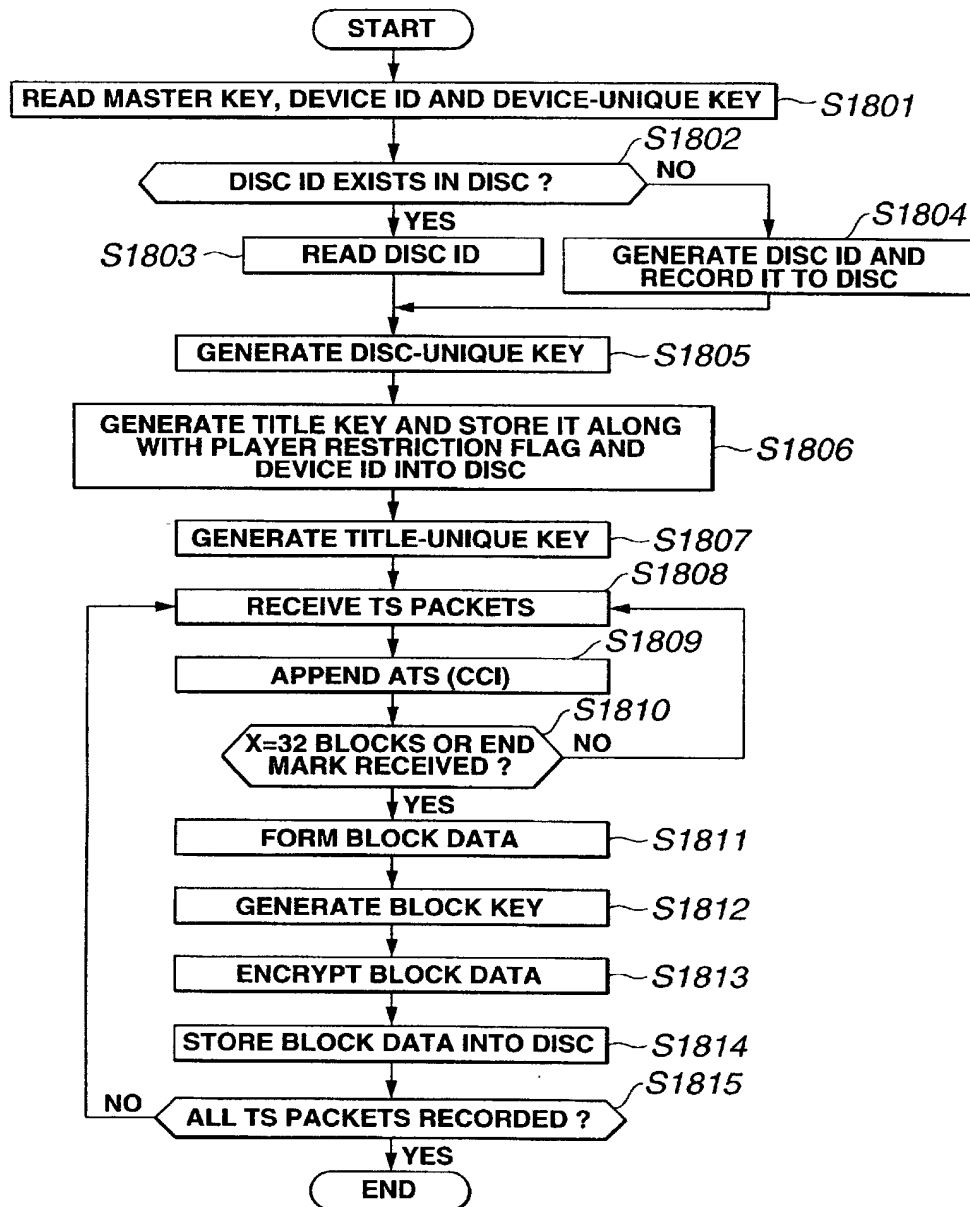 START
READ MASTER KEY, DEVICE ID AND DEVICE-UNIQUE KEY
S1801
S1802
DISC ID EXISTS IN DISC ?
NO
YES
S1804
S1803
READ DISC ID
GENERATE DISC ID AND
RECORD IT TO DISC
GENERATE DISC-UNIQUE KEY
S1805
GENERATE TITLE KEY AND STORE IT ALONG
WITH PLAYER RESTRICTION FLAG AND
DEVICE ID INTO DISC
S1806
GENERATE TITLE-UNIQUE KEY
S1807
S1808
RECEIVE TS PACKETS
S1809
APPEND ATS (CCI)
S1810
X=32 BLOCKS OR END
MARK RECEIVED ?
NO
YES
FORM BLOCK DATA
S1811
GENERATE BLOCK KEY
S1812
ENCRYPT BLOCK DATA
S1813
STORE BLOCK DATA INTO DISC
S1814
S1815
NO
ALL TS PACKETS RECORDED ?
YES
END